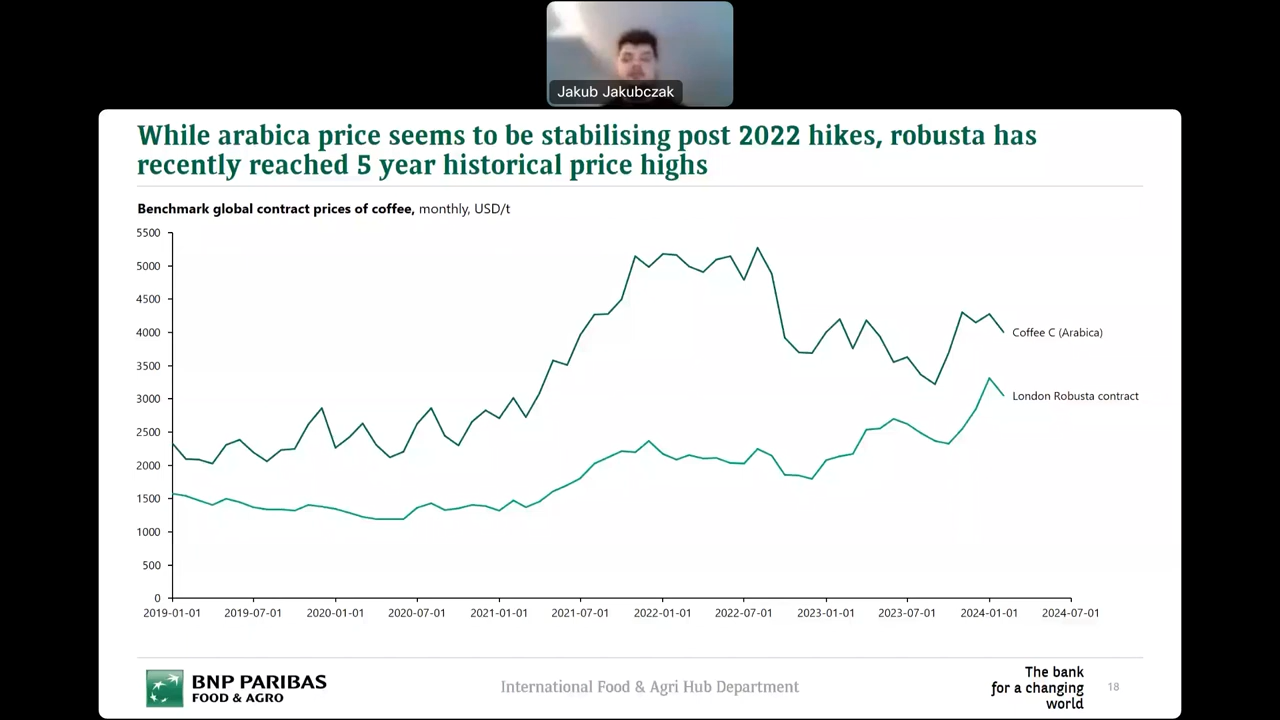 Jakub Jakubczak
While arabica price seems to be stabilising post 2022 hikes, robusta has
recently reached 5 year historical price highs
Benchmark global contract prices of coffee, monthly, USD/t
5500
5000
4500
4000
3500
3000
2500
2000
1500
1000
500
0
Coffee C (Arabica)
London Robusta contract
2019-01-01 2019-07-01 2020-01-01 2020-07-01 2021-01-01 2021-07-01 2022-01-01 2022-07-01 2023-01-01 2023-07-01 2024-01-01 2024-07-01
BNP PARIBAS
FOOD & AGRO
International Food & Agri Hub Department
The bank
for a changing
world
18